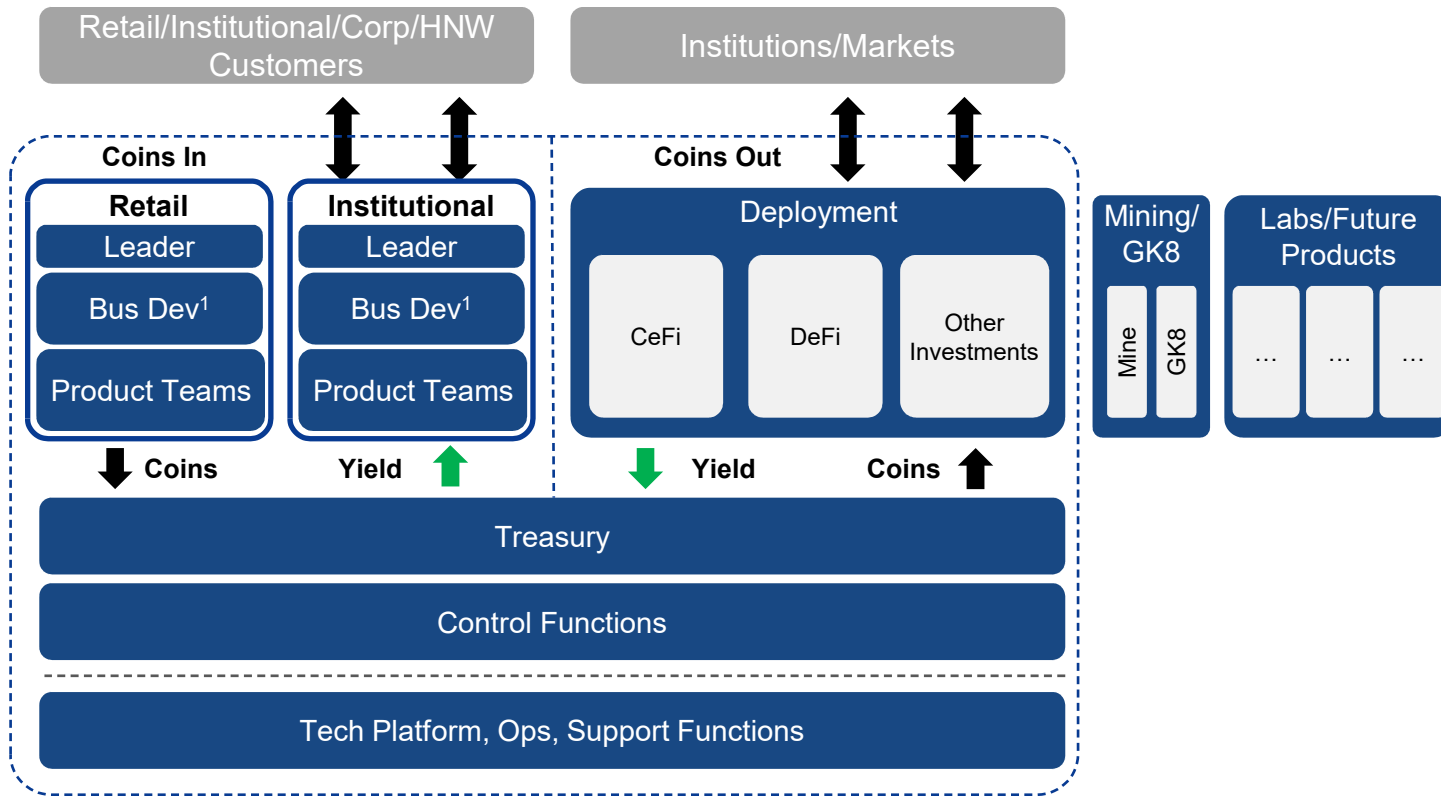 Retail/Institutional/Corp/HNW
Customers
Institutions/Markets
Coins In
Coins Out
Retail
Leader
Bus Dev¹
Product Teams
Institutional
Leader
Bus Dev¹
Product Teams
Deployment
CeFi
DeFi
Other
Investments
Mining/
GK8
Mine
GK8
Labs/Future
Products
...
...
...
Coins
Yield
Yield
Coins
Treasury
Control Functions
Tech Platform, Ops, Support Functions